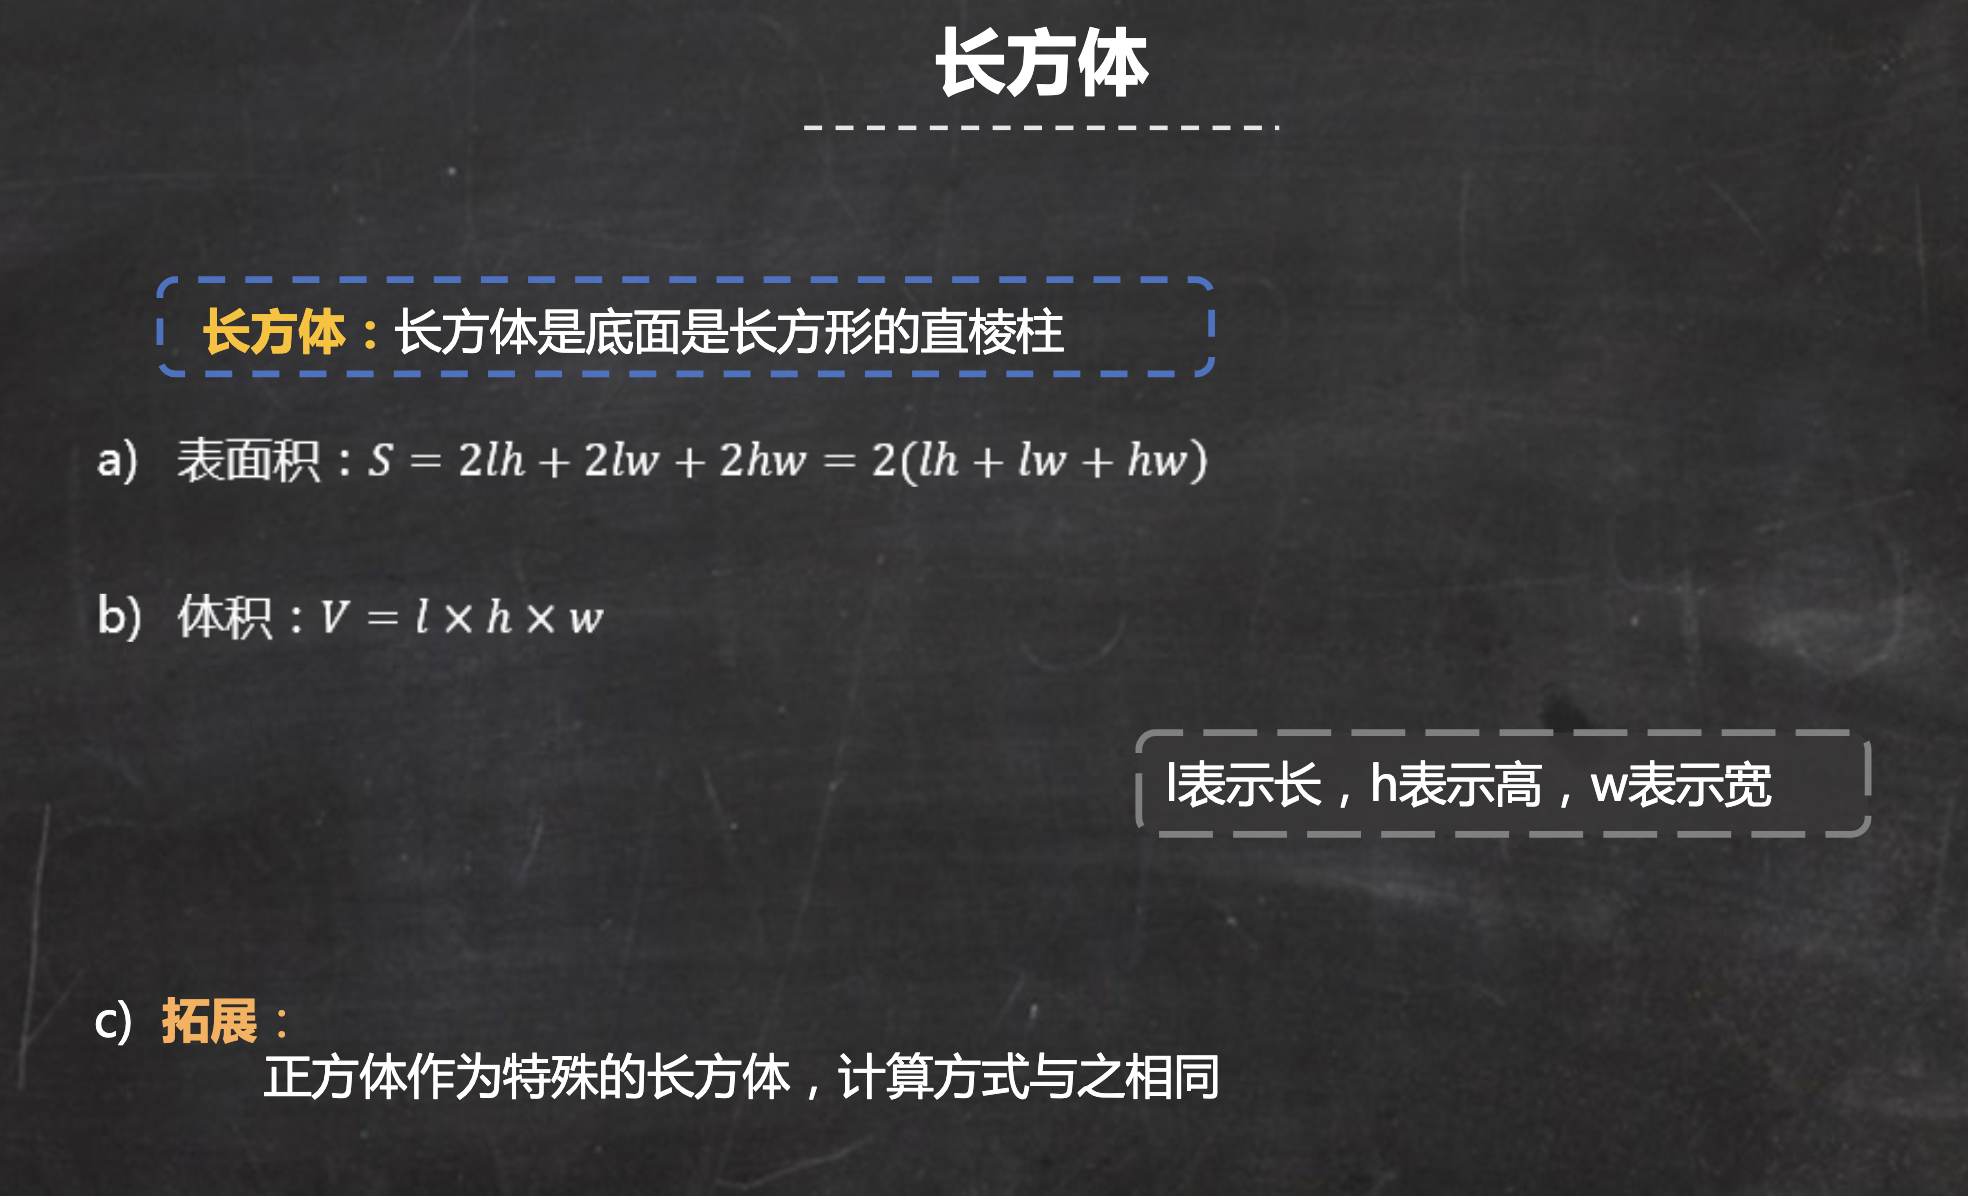 长方体
长方体：长方体是底面是长方形的直棱柱
a) 表面积：S = 2lh + 2lw + 2hw = 2(lh + lw + hw)
b) 体积：V = l × h × w
l表示长，h表示高，w表示宽
c) 拓展：
正方体作为特殊的长方体，计算方式与之相同